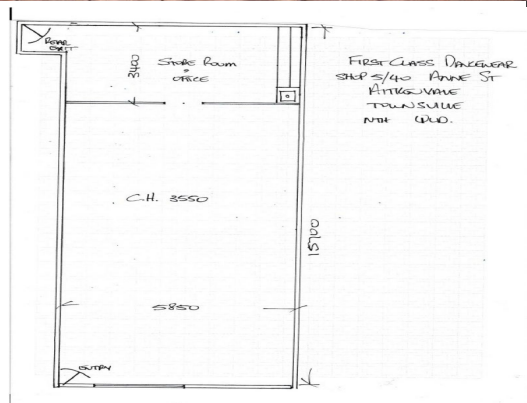 REAR
EXIT
3400
STORE ROOM
&
OFFICE
FIRST CLASS DANCEWEAR
SHOP 5/40 ANNE ST
AITKENVALE
TOWNSVILLE
NTH QLD.
C.H. 3550
15700
5850
ENTRY